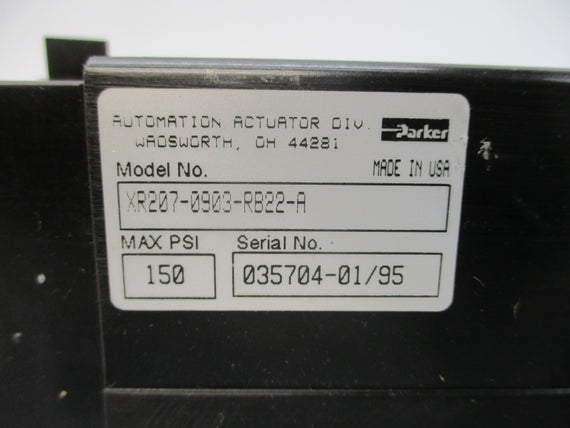 AUTOMATION ACTUATOR DIV. Parker
WADSWORTH, OH 44281
Model No. MADE IN USA
XR207-0903-RB22-A
MAX PSI Serial No.
150 035704-01/95